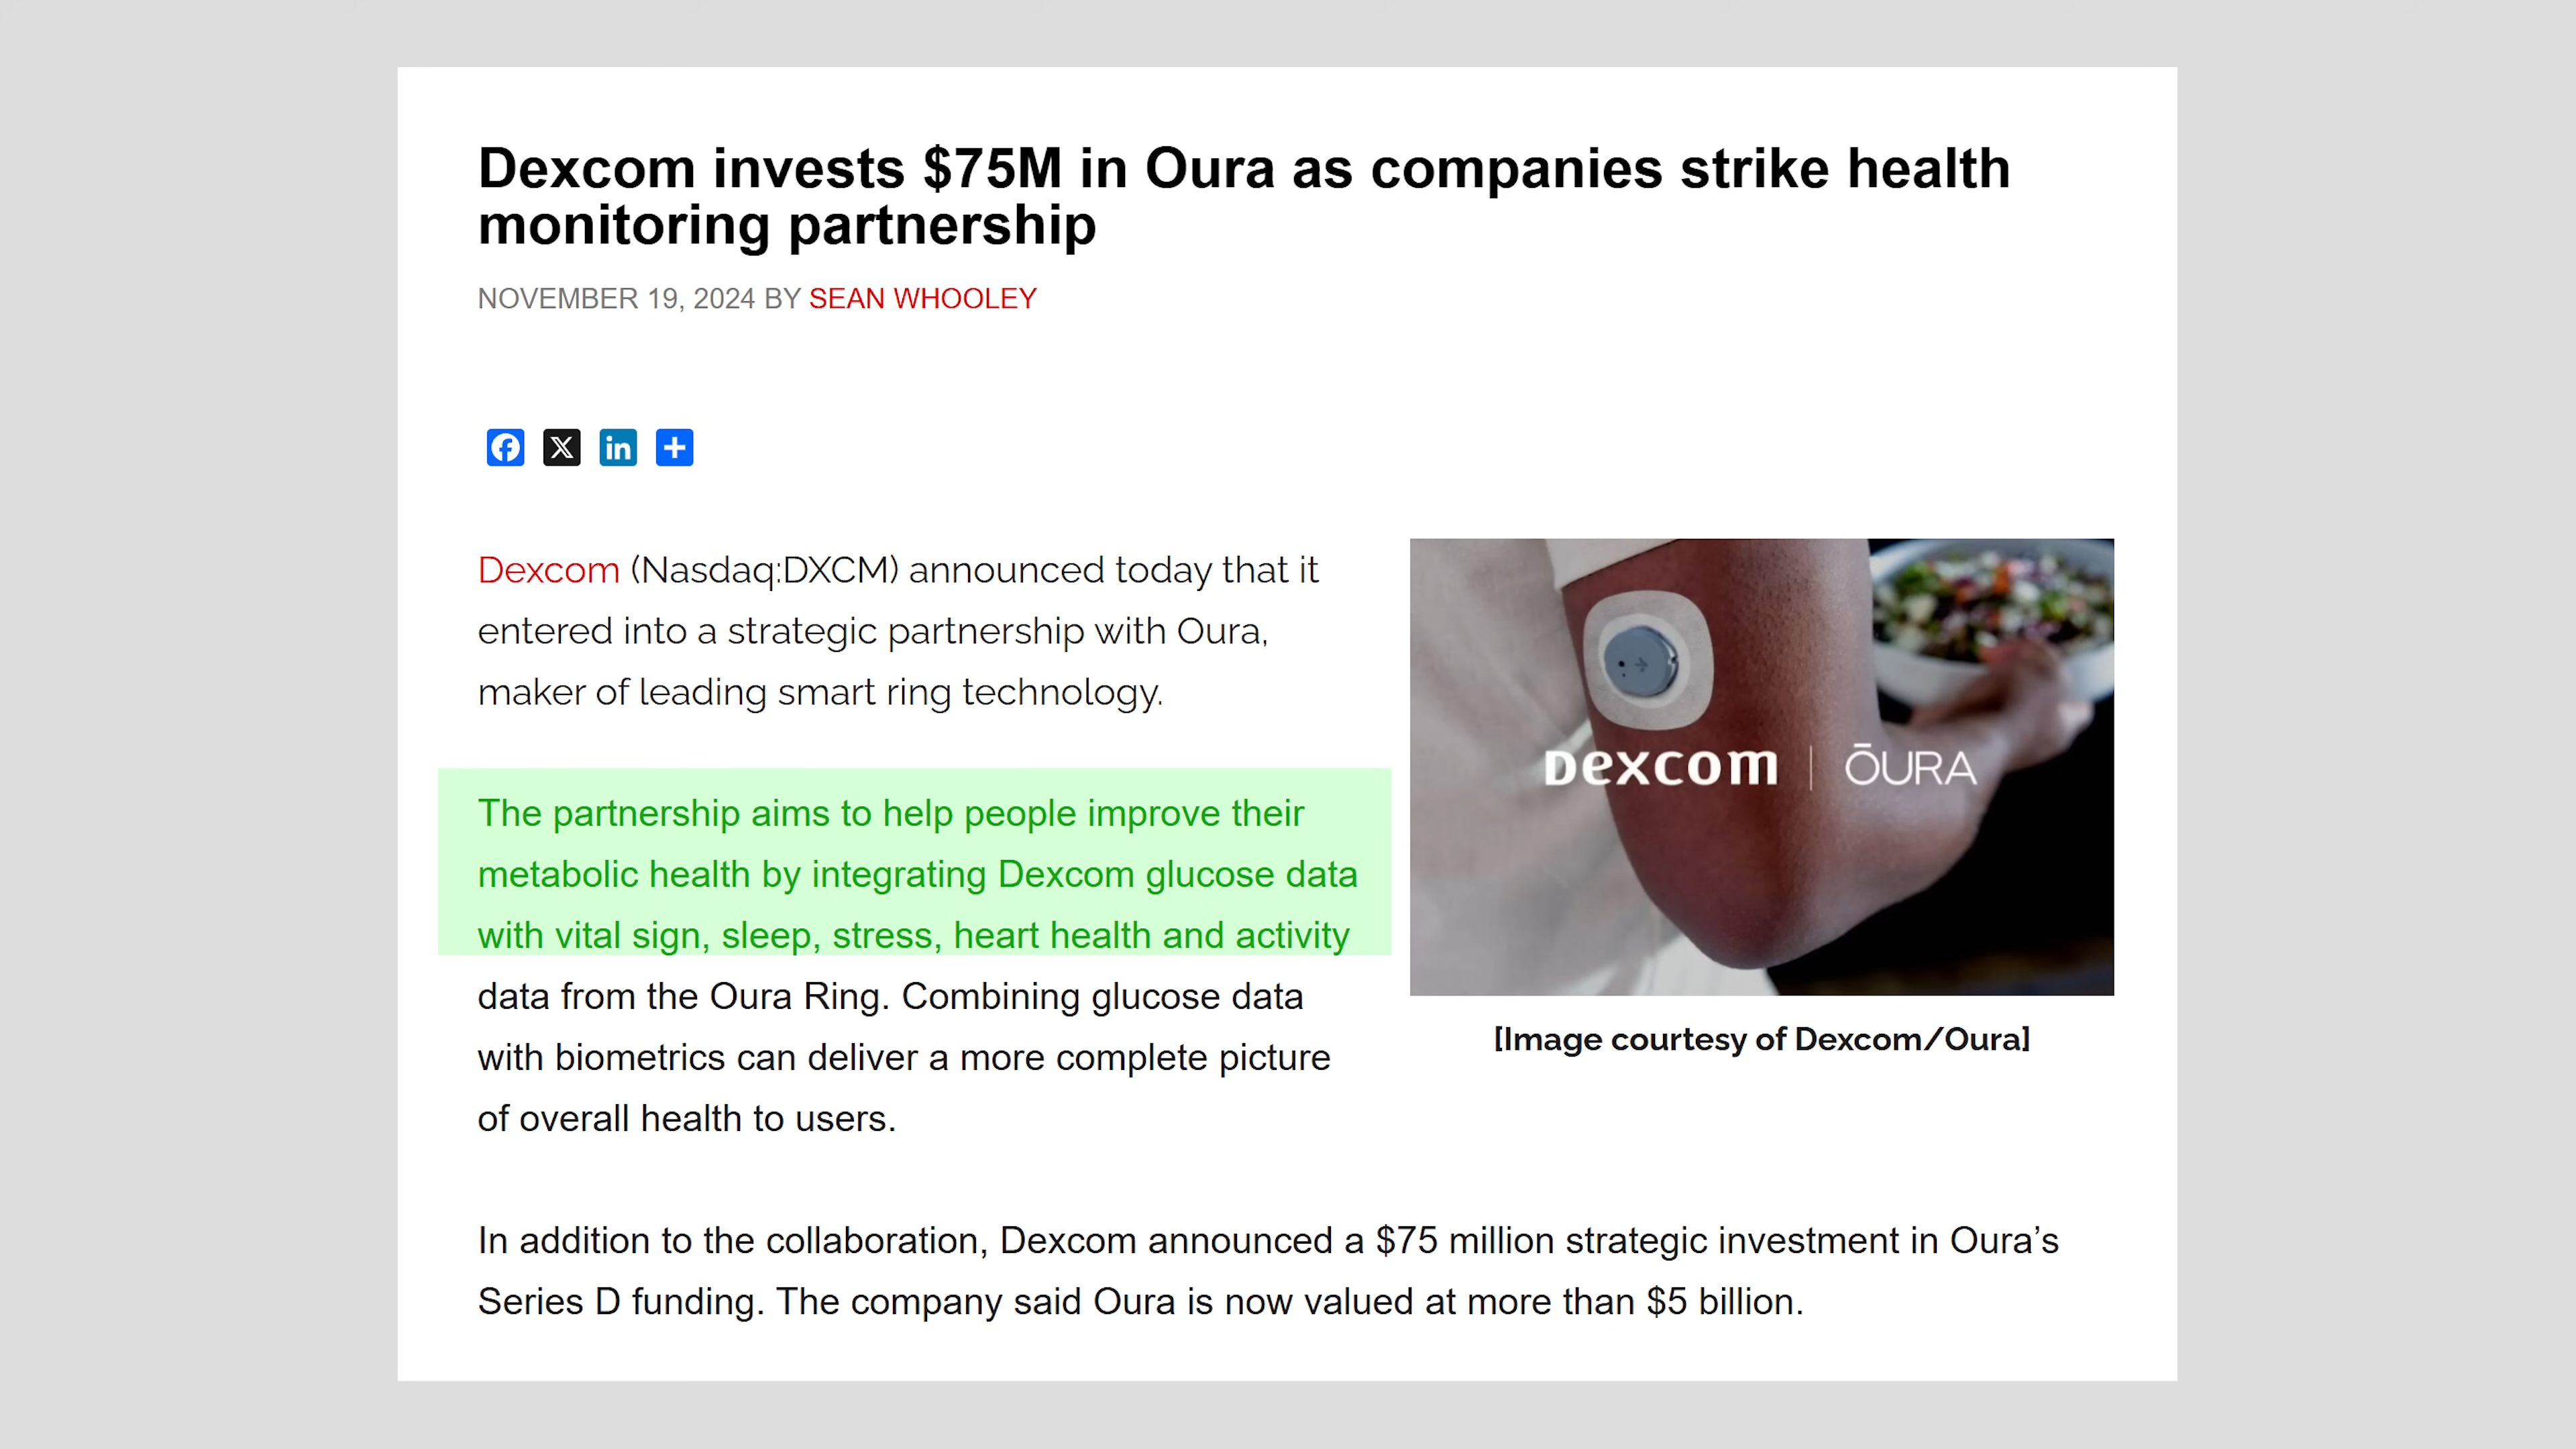 Dexcom invests $75M in Oura as companies strike health
monitoring partnership
NOVEMBER 19, 2024 BY SEAN WHOOLEY
Dexcom (Nasdaq:DXCM) announced today that it
entered into a strategic partnership with Oura,
maker of leading smart ring technology.
The partnership aims to help people improve their
metabolic health by integrating Dexcom glucose data
with vital sign, sleep, stress, heart health and activity
data from the Oura Ring. Combining glucose data
with biometrics can deliver a more complete picture
of overall health to users.
Dexcom | ŌURA
[Image courtesy of Dexcom/Oura]
In addition to the collaboration, Dexcom announced a $75 million strategic investment in Oura’s
Series D funding. The company said Oura is now valued at more than $5 billion.